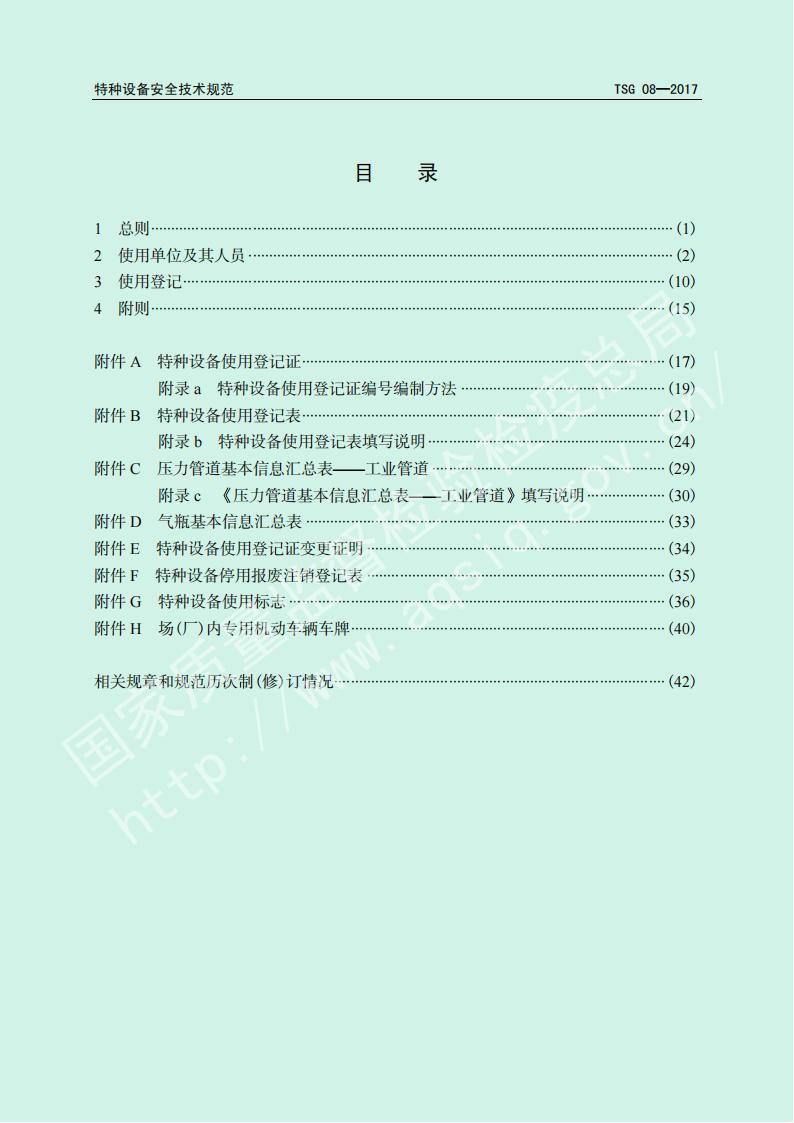 特种设备安全技术规范 TSG 08—2017
目 录
1 总则……(1)
2 使用单位及其人员……(2)
3 使用登记……(10)
4 附则……(15)
附件 A 特种设备使用登记证……(17)
附录 a 特种设备使用登记证编号编制方法……(19)
附件 B 特种设备使用登记表……(21)
附录 b 特种设备使用登记表填写说明……(24)
附件 C 压力管道基本信息汇总表——工业管道……(29)
附录 c 《压力管道基本信息汇总表——工业管道》填写说明……(30)
附件 D 气瓶基本信息汇总表……(33)
附件 E 特种设备使用登记证变更证明……(34)
附件 F 特种设备停用报废注销登记表……(35)
附件 G 特种设备使用标志……(36)
附件 H 场(厂)内专用机动车辆车牌……(40)
相关规章和规范历次制(修)订情况……(42)
国家质量监督检验检疫总局
http://www.aqsiq.gov.cn/